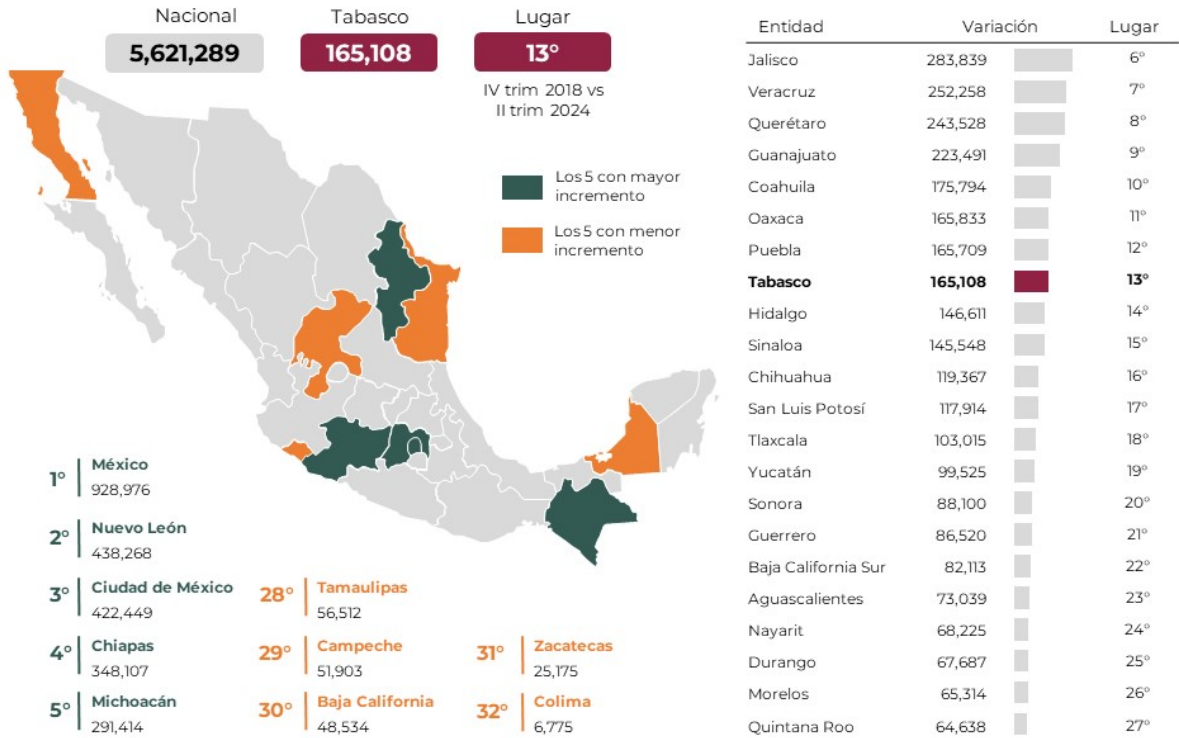 Nacional
5,621,289
Tabasco
165,108
Lugar
13°
IV trim 2018 vs
II trim 2024
Los 5 con mayor
incremento
Los 5 con menor
incremento
1°
México
928,976
2°
Nuevo León
438,268
3°
Ciudad de México
422,449
4°
Chiapas
348,107
5°
Michoacán
291,414
28°
Tamaulipas
56,512
29°
Campeche
51,903
30°
Baja California
48,534
31°
Zacatecas
25,175
32°
Colima
6,775
Entidad Variación Lugar
Jalisco 283,839 6°
Veracruz 252,258 7°
Querétaro 243,528 8°
Guanajuato 223,491 9°
Coahuila 175,794 10°
Oaxaca 165,833 11°
Puebla 165,709 12°
Tabasco 165,108 13°
Hidalgo 146,611 14°
Sinaloa 145,548 15°
Chihuahua 119,367 16°
San Luis Potosí 117,914 17°
Tlaxcala 103,015 18°
Yucatán 99,525 19°
Sonora 88,100 20°
Guerrero 86,520 21°
Baja California Sur 82,113 22°
Aguascalientes 73,039 23°
Nayarit 68,225 24°
Durango 67,687 25°
Morelos 65,314 26°
Quintana Roo 64,638 27°